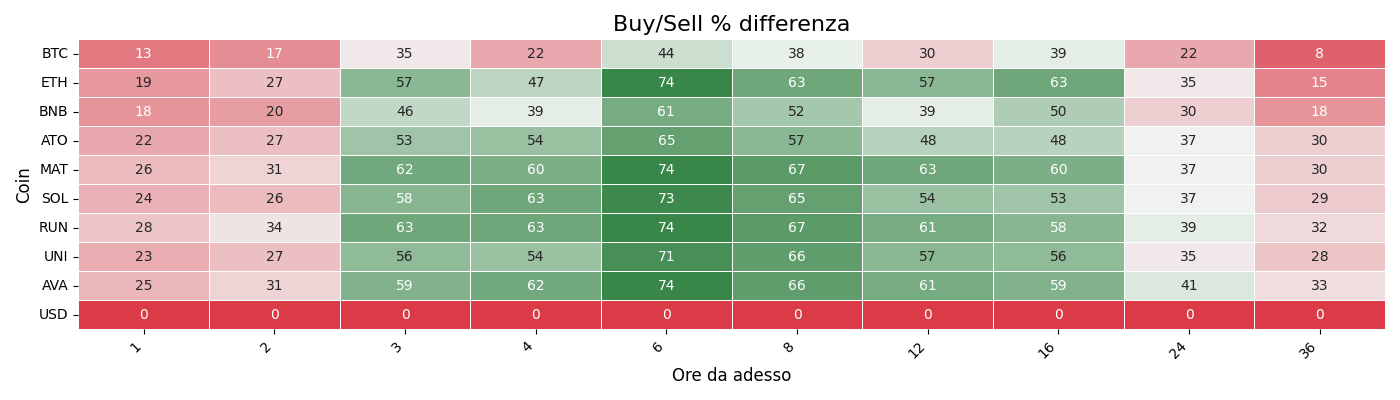 Buy/Sell % differenza
Coin
BTC 13 17 35 22 44 38 30 39 22 8
ETH 19 27 57 47 74 63 57 63 35 15
BNB 18 20 46 39 61 52 39 50 30 18
ATO 22 27 53 54 65 57 48 48 37 30
MAT 26 31 62 60 74 67 63 60 37 30
SOL 24 26 58 63 73 65 54 53 37 29
RUN 28 34 63 63 74 67 61 58 39 32
UNI 23 27 56 54 71 66 57 56 35 28
AVA 25 31 59 62 74 66 61 59 41 33
USD 0 0 0 0 0 0 0 0 0 0
1 2 3 4 6 8 12 16 24 36
Ore da adesso